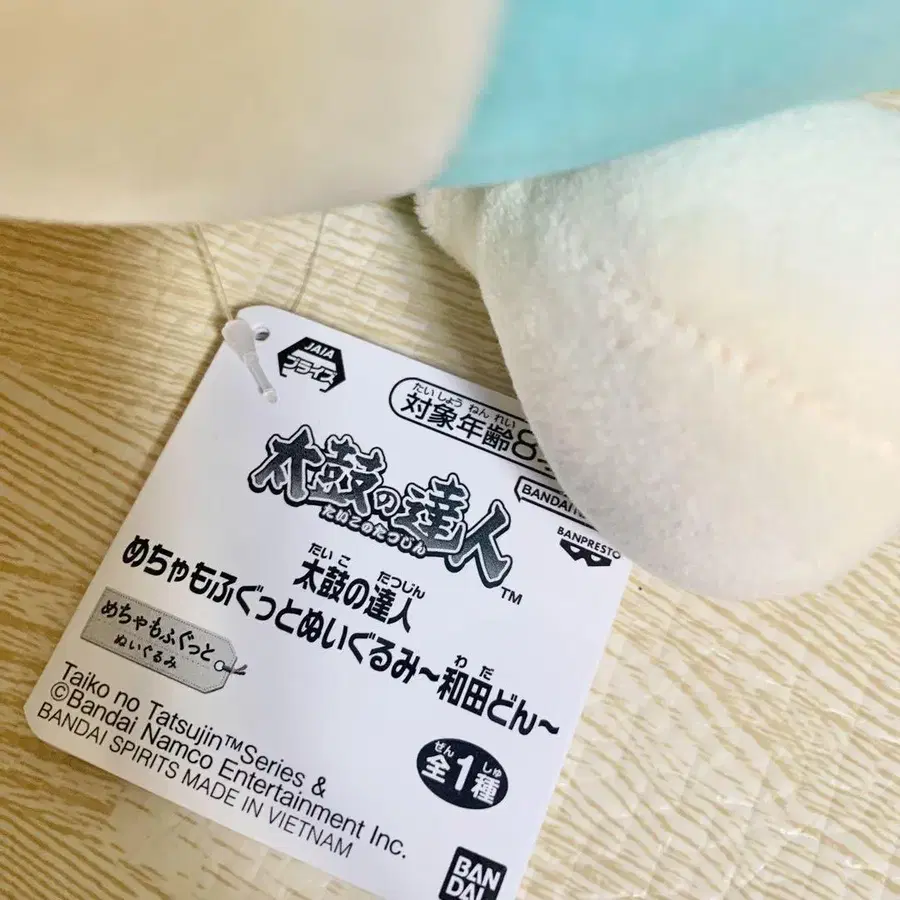 JAIA
プライズ
たいしょうねんれい
対象年齢8
太鼓の達人
たいこのたつじん
TM
BANDAI
BANPRESTO
だいこ たつじん
太鼓の達人
わだ
めちゃもふぐっとぬいぐるみ～和田どん～
めちゃもふぐっと
ぬいぐるみ
Taiko no Tatsujin™Series &
©Bandai Namco Entertainment Inc.
BANDAI SPIRITS MADE IN VIETNAM
ぜん しゅ
全1種
BAN
DAI